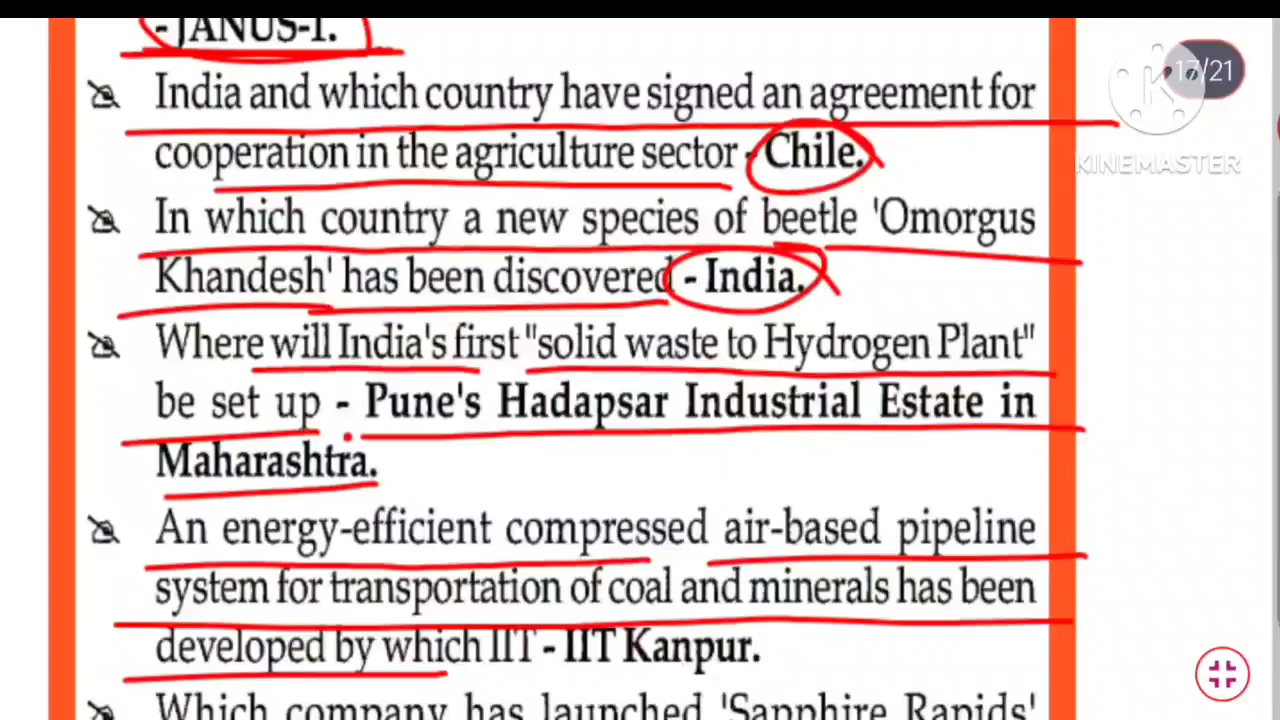 - JANUS-1.
17/21
India and which country have signed an agreement for
KINEMASTER
cooperation in the agriculture sector - Chile.
In which country a new species of beetle 'Omorgus
Khandesh' has been discovered - India.
Where will India's first "solid waste to Hydrogen Plant"
be set up - Pune's Hadapsar Industrial Estate in
Maharashtra.
An energy-efficient compressed air-based pipeline
system for transportation of coal and minerals has been
developed by which IIT - IIT Kanpur.
Which company has launched 'Sapphire Rapids'